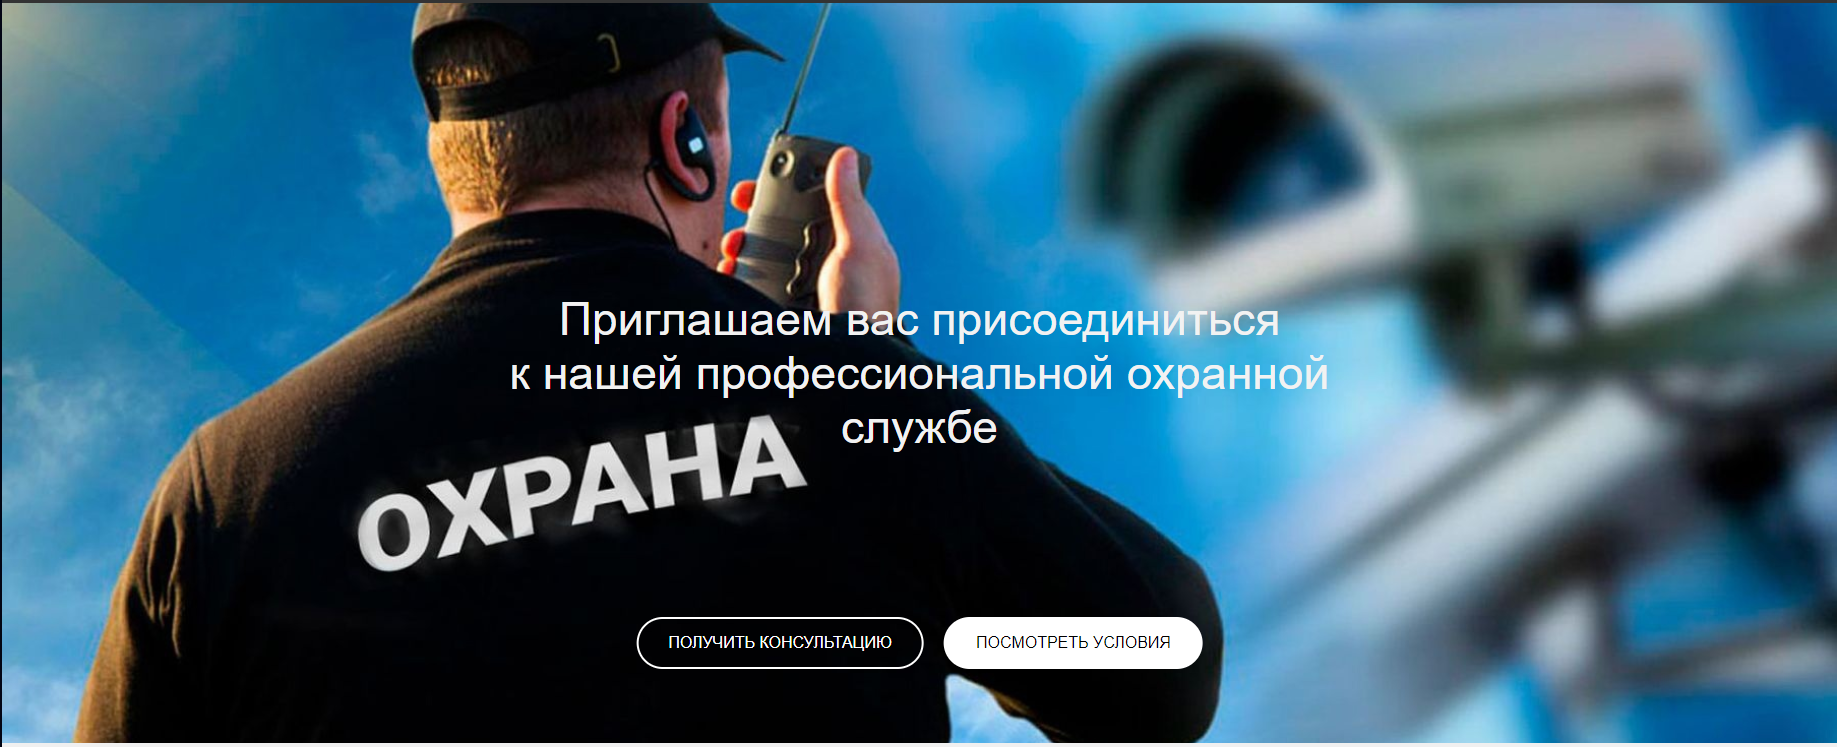 Приглашаем вас присоединиться
к нашей профессиональной охранной
службе
ОХРАНА
ПОЛУЧИТЬ КОНСУЛЬТАЦИЮ
ПОСМОТРЕТЬ УСЛОВИЯ